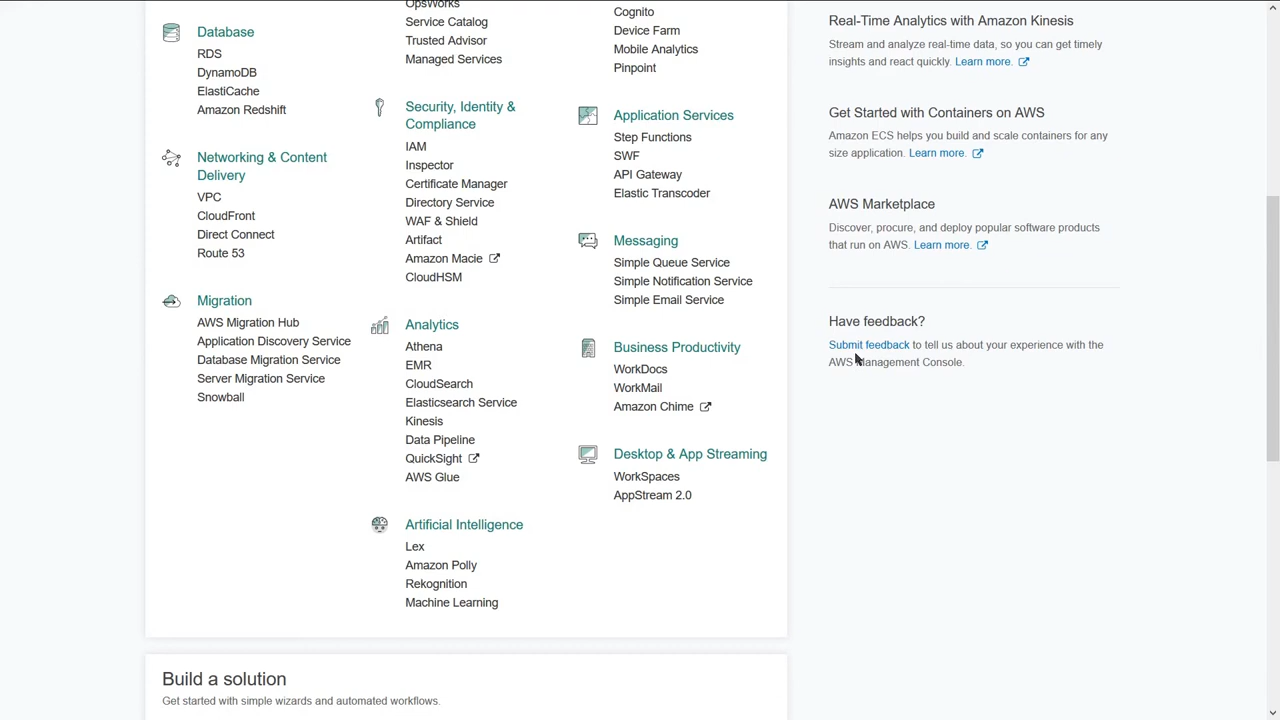 Database
RDS
DynamoDB
ElastiCache
Amazon Redshift
Networking & Content
Delivery
VPC
CloudFront
Direct Connect
Route 53
Migration
AWS Migration Hub
Application Discovery Service
Database Migration Service
Server Migration Service
Snowball
OpsWorks
Service Catalog
Trusted Advisor
Managed Services
Security, Identity &
Compliance
IAM
Inspector
Certificate Manager
Directory Service
WAF & Shield
Artifact
Amazon Macie
CloudHSM
Analytics
Athena
EMR
CloudSearch
Elasticsearch Service
Kinesis
Data Pipeline
QuickSight
AWS Glue
Artificial Intelligence
Lex
Amazon Polly
Rekognition
Machine Learning
Cognito
Device Farm
Mobile Analytics
Pinpoint
Application Services
Step Functions
SWF
API Gateway
Elastic Transcoder
Messaging
Simple Queue Service
Simple Notification Service
Simple Email Service
Business Productivity
WorkDocs
WorkMail
Amazon Chime
Desktop & App Streaming
WorkSpaces
AppStream 2.0
Build a solution
Get started with simple wizards and automated workflows.
Real-Time Analytics with Amazon Kinesis
Stream and analyze real-time data, so you can get timely
insights and react quickly. Learn more.
Get Started with Containers on AWS
Amazon ECS helps you build and scale containers for any
size application. Learn more.
AWS Marketplace
Discover, procure, and deploy popular software products
that run on AWS. Learn more.
Have feedback?
Submit feedback to tell us about your experience with the
AWS Management Console.